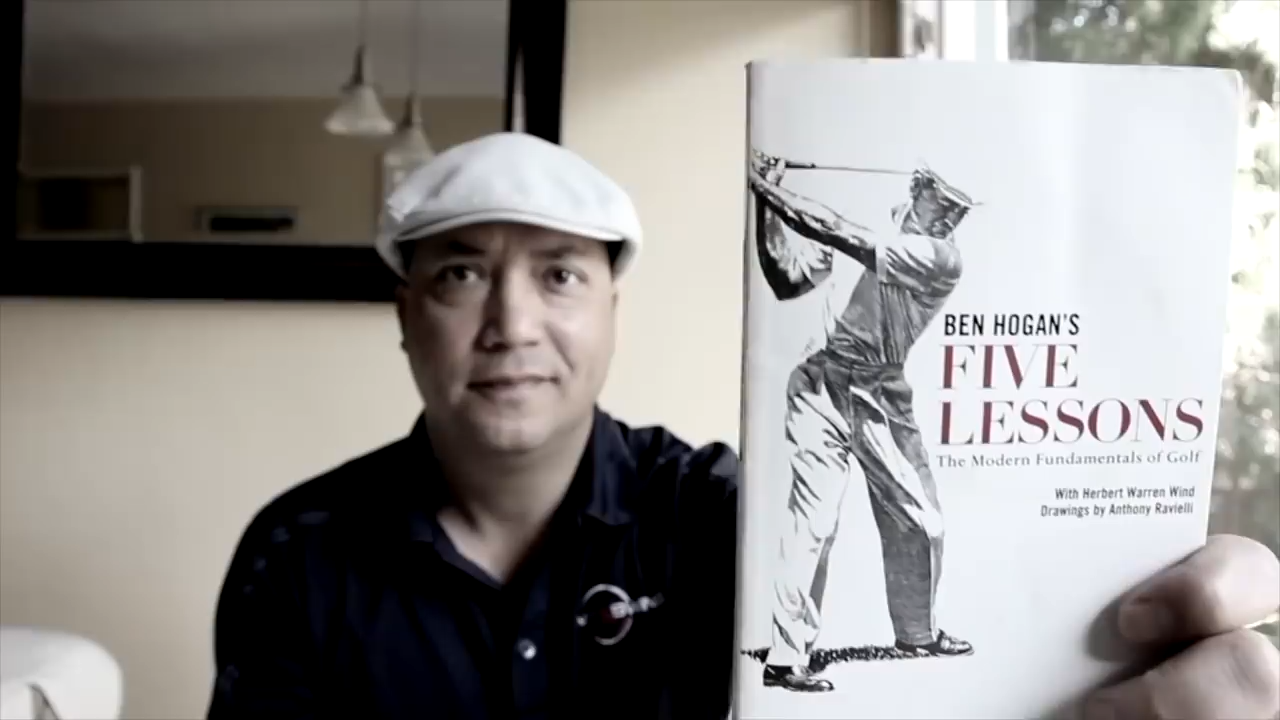 BEN HOGAN'S
FIVE
LESSONS
The Modern Fundamentals of Golf
With Herbert Warren Wind
Drawings by Anthony Ravielli